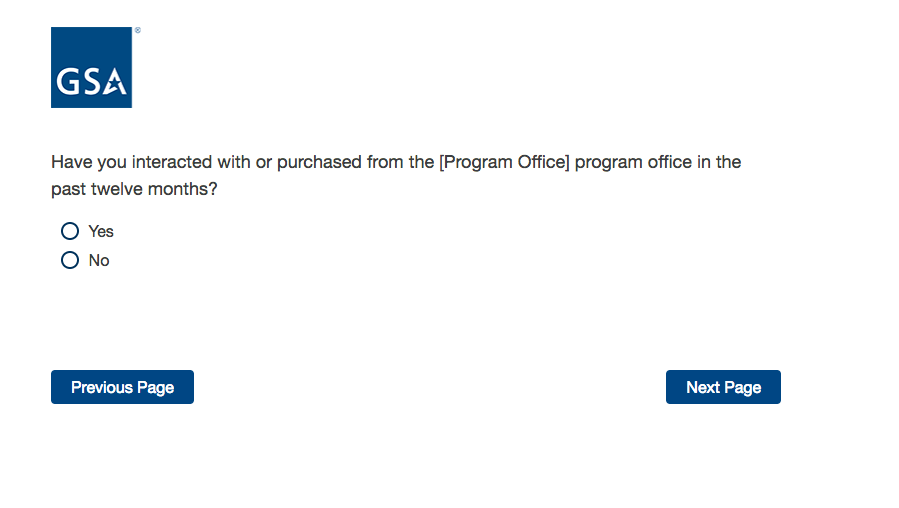 GSA®
Have you interacted with or purchased from the [Program Office] program office in the
past twelve months?
Yes
No
Previous Page
Next Page